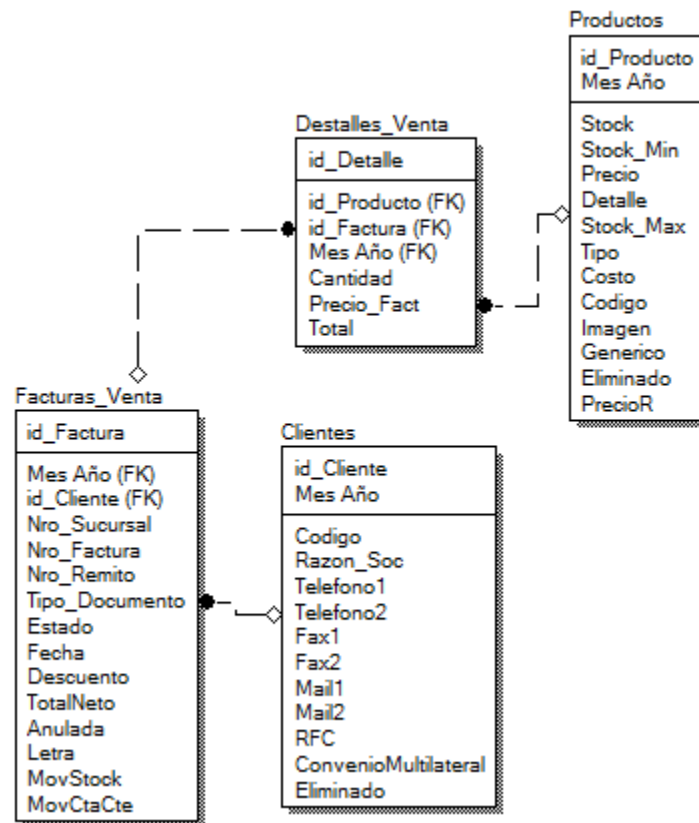 Productos
id_Producto
Mes Año
Stock
Stock_Min
Precio
Detalle
Stock_Max
Tipo
Costo
Codigo
Imagen
Generico
Eliminado
PrecioR
Destalles_Venta
id_Detalle
id_Producto (FK)
id_Factura (FK)
Mes Año (FK)
Cantidad
Precio_Fact
Total
Facturas_Venta
id_Factura
Mes Año (FK)
id_Cliente (FK)
Nro_Sucursal
Nro_Factura
Nro_Remito
Tipo_Documento
Estado
Fecha
Descuento
TotalNeto
Anulada
Letra
MovStock
MovCtaCte
Clientes
id_Cliente
Mes Año
Codigo
Razon_Soc
Telefono1
Telefono2
Fax1
Fax2
Mail1
Mail2
RFC
ConvenioMultilateral
Eliminado